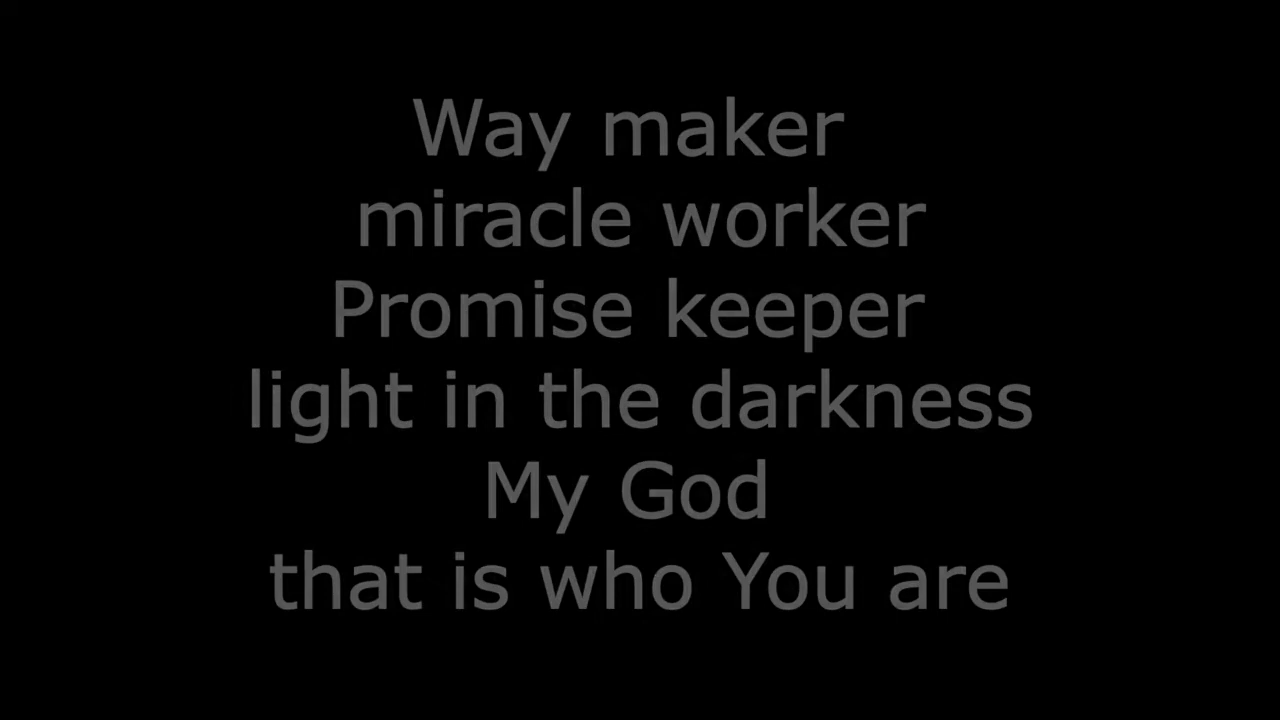 Way maker
miracle worker
Promise keeper
light in the darkness
My God
that is who You are